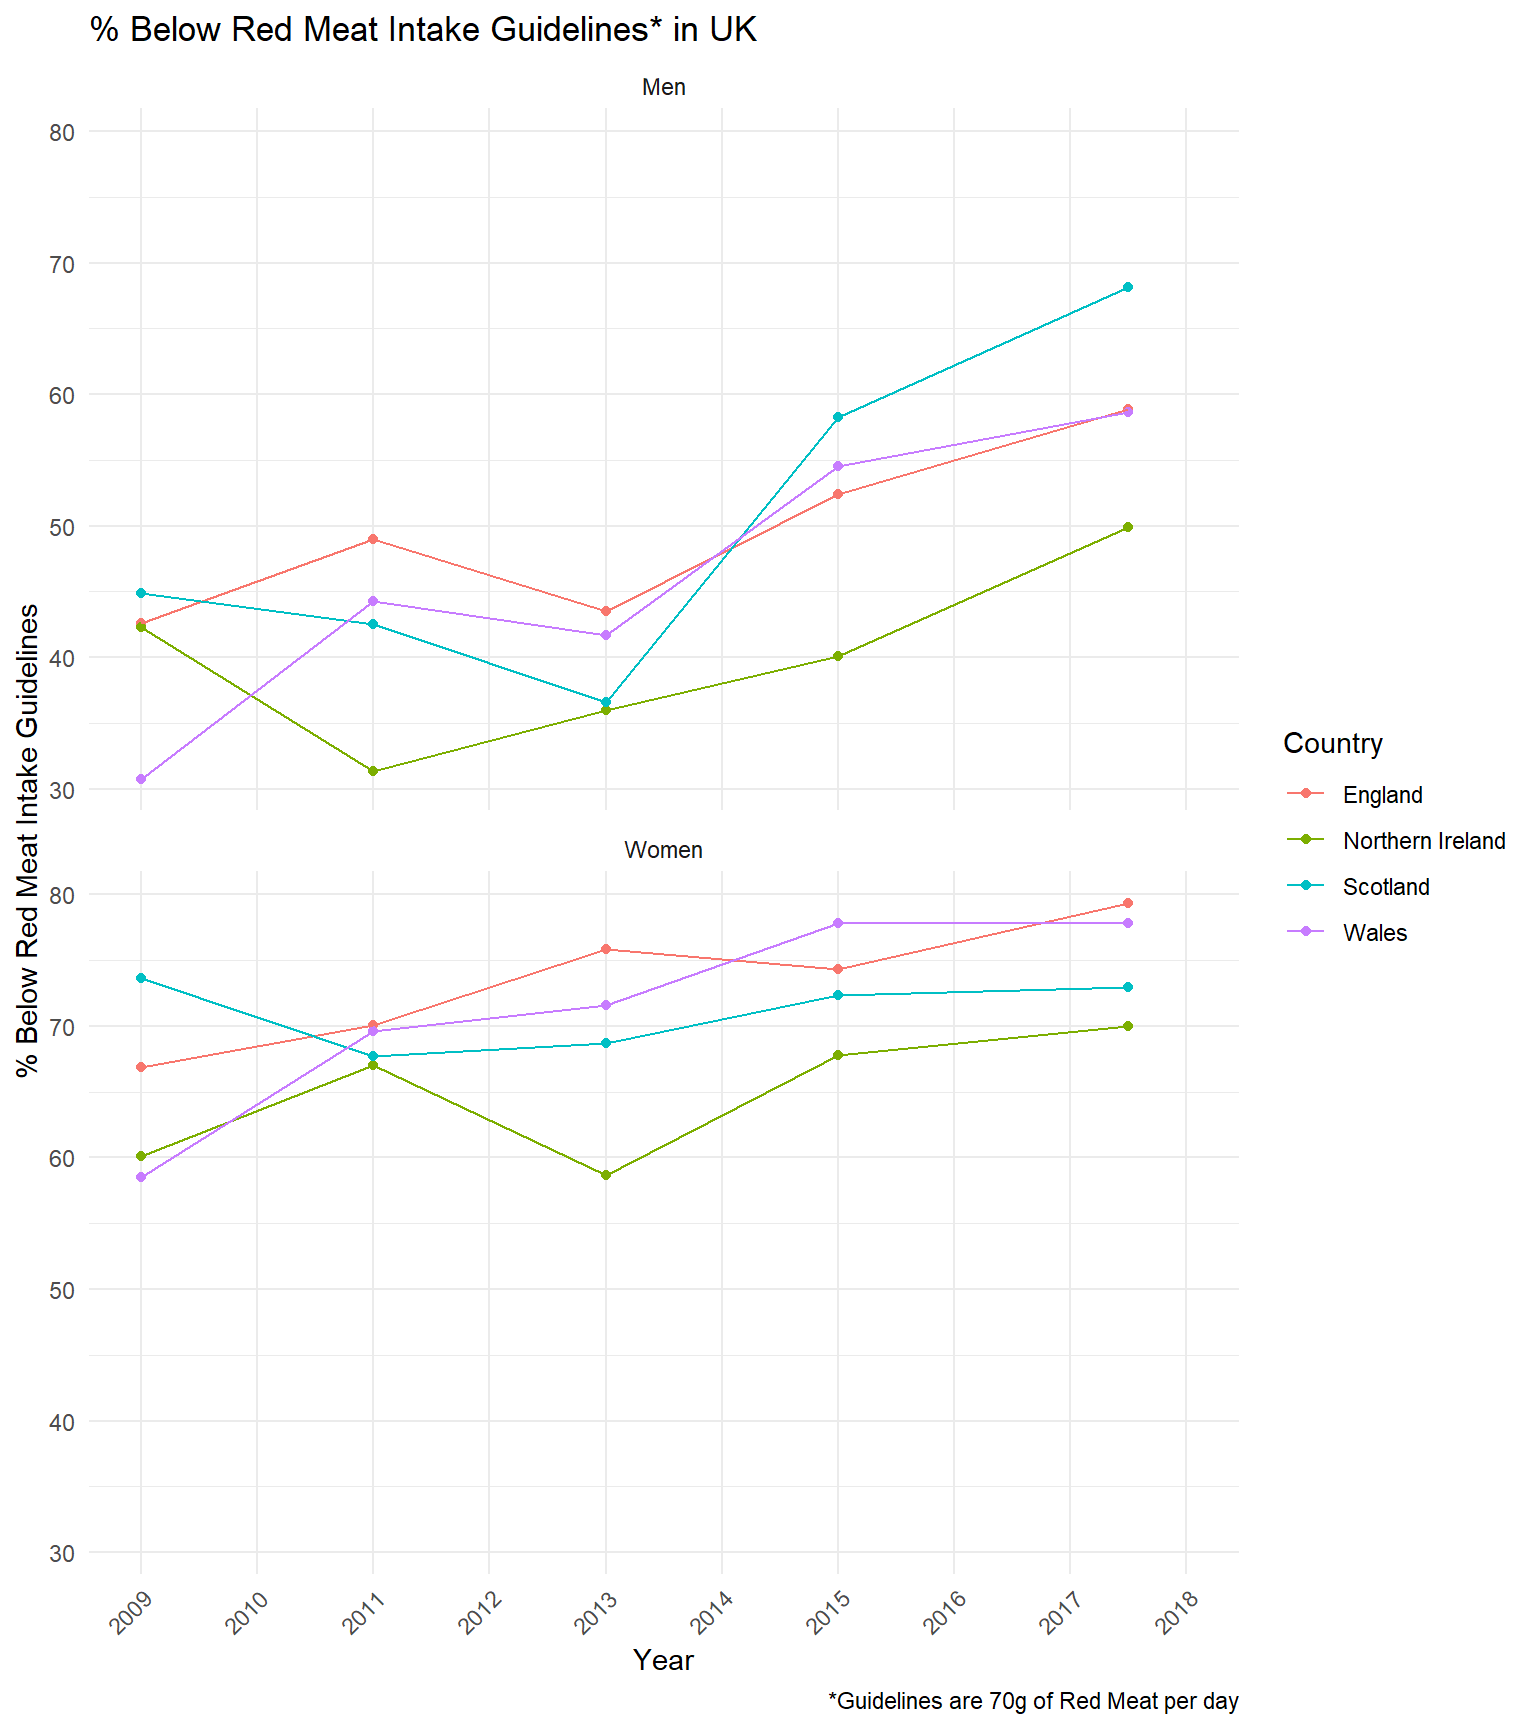 % Below Red Meat Intake Guidelines* in UK
Men
80
70
60
50
40
30
% Below Red Meat Intake Guidelines
Women
80
70
60
50
40
30
2009 2010 2011 2012 2013 2014 2015 2016 2017 2018
Year
Country
England
Northern Ireland
Scotland
Wales
*Guidelines are 70g of Red Meat per day